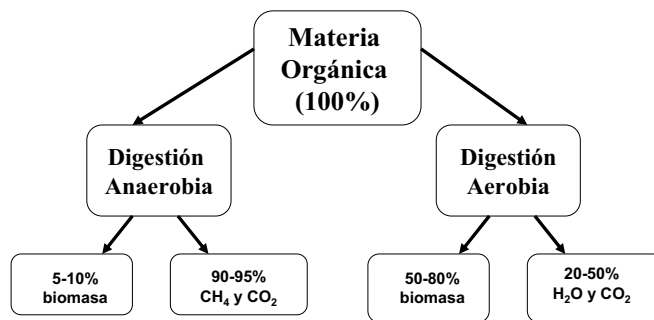 Materia
Orgánica
(100%)
Digestión
Anaerobia
Digestión
Aerobia
5-10%
biomasa
90-95%
CH₄ y CO₂
50-80%
biomasa
20-50%
H₂O y CO₂